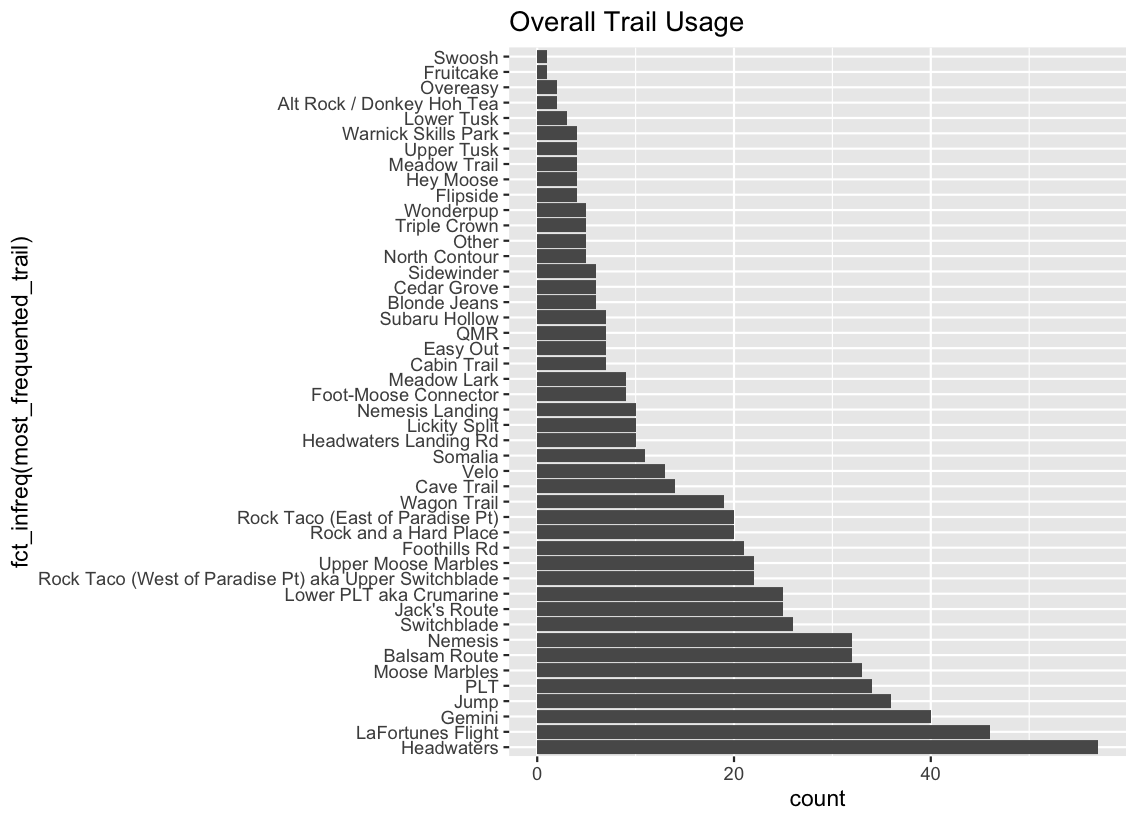 Overall Trail Usage
fct_infreq(most_frequented_trail)
Swoosh
Fruitcake
Overeasy
Alt Rock / Donkey Hoh Tea
Lower Tusk
Warnick Skills Park
Upper Tusk
Meadow Trail
Hey Moose
Flipside
Wonderpup
Triple Crown
Other
North Contour
Sidewinder
Cedar Grove
Blonde Jeans
Subaru Hollow
QMR
Easy Out
Cabin Trail
Meadow Lark
Foot-Moose Connector
Nemesis Landing
Lickity Split
Headwaters Landing Rd
Somalia
Velo
Cave Trail
Wagon Trail
Rock Taco (East of Paradise Pt)
Rock and a Hard Place
Foothills Rd
Upper Moose Marbles
Rock Taco (West of Paradise Pt) aka Upper Switchblade
Lower PLT aka Crumarine
Jack's Route
Switchblade
Nemesis
Balsam Route
Moose Marbles
PLT
Jump
Gemini
LaFortunes Flight
Headwaters
0 20 40
count